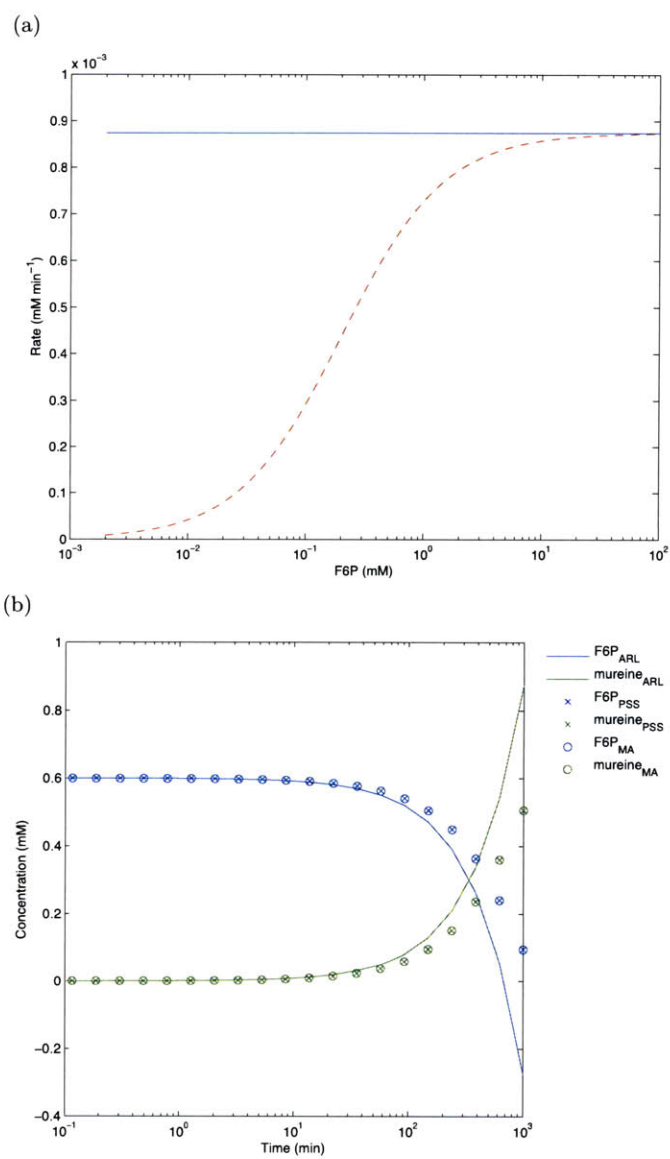 (a)
x 10⁻³
1
0.9
0.8
0.7
0.6
0.5
0.4
0.3
0.2
0.1
0
Rate (mM min⁻¹)
10⁻³ 10⁻² 10⁻¹ 10⁰ 10¹ 10²
F6P (mM)
(b)
1
0.8
0.6
0.4
0.2
0
−0.2
−0.4
Concentration (mM)
10⁻¹ 10⁰ 10¹ 10² 10³
Time (min)
F6P_ARL
mureine_ARL
F6P_PSS
mureine_PSS
F6P_MA
mureine_MA